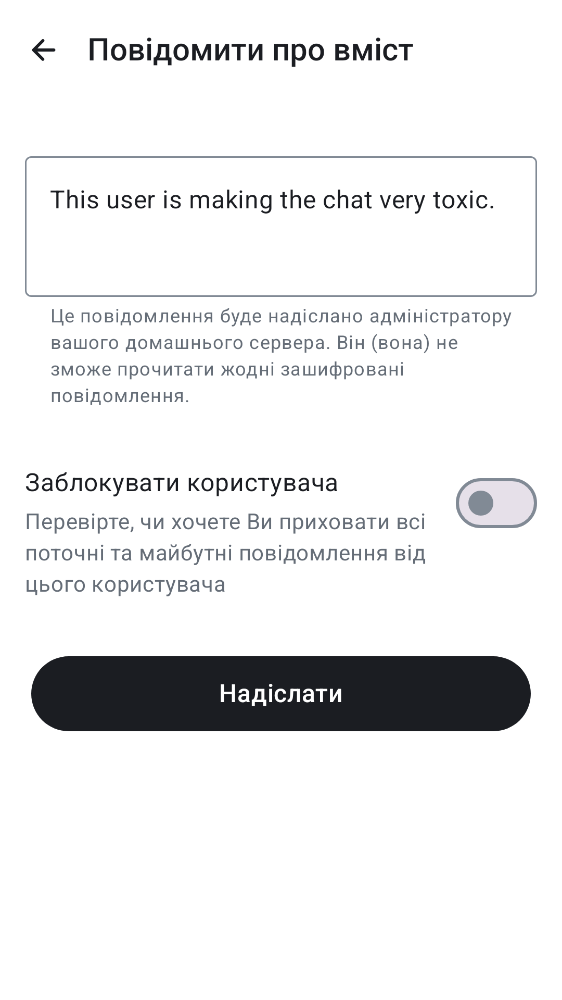 Повідомити про вміст
This user is making the chat very toxic.
Це повідомлення буде надіслано адміністратору
вашого домашнього сервера. Він (вона) не
зможе прочитати жодні зашифровані
повідомлення.
Заблокувати користувача
Перевірте, чи хочете Ви приховати всі
поточні та майбутні повідомлення від
цього користувача
Надіслати